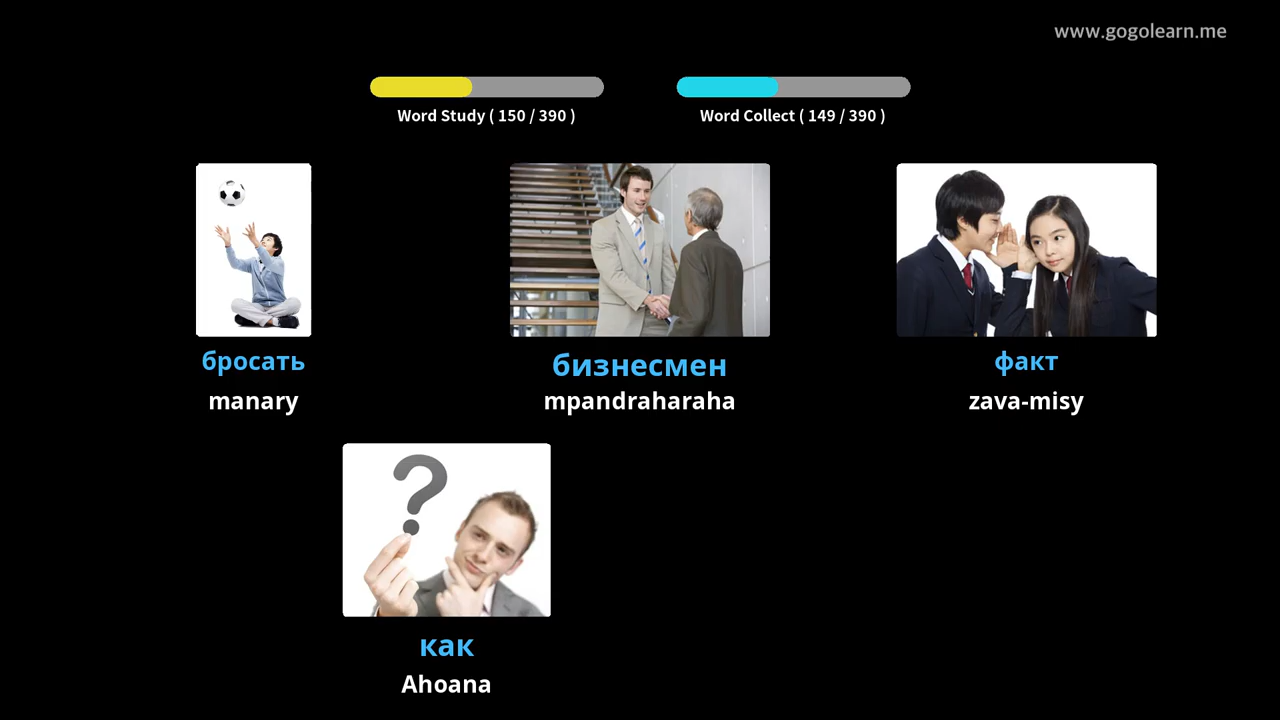 www.gogolearn.me
Word Study ( 150 / 390 )
Word Collect ( 149 / 390 )
бросать
manary
бизнесмен
mpandraharaha
факт
zava-misy
как
Ahoana